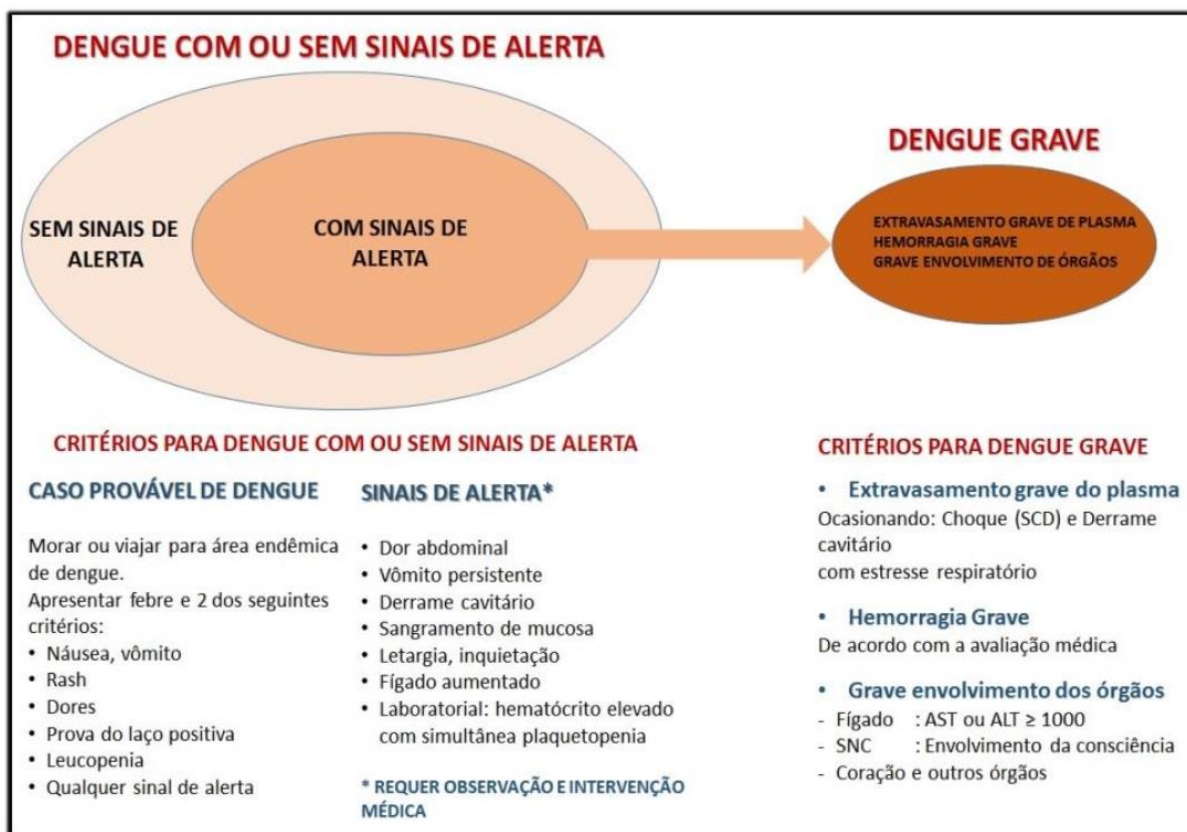 DENGUE COM OU SEM SINAIS DE ALERTA
SEM SINAIS DE
ALERTA
COM SINAIS DE
ALERTA
DENGUE GRAVE
EXTRAVASAMENTO GRAVE DE PLASMA
HEMORRAGIA GRAVE
GRAVE ENVOLVIMENTO DE ÓRGÃOS
CRITÉRIOS PARA DENGUE COM OU SEM SINAIS DE ALERTA
CASO PROVÁVEL DE DENGUE
Morar ou viajar para área endêmica
de dengue.
Apresentar febre e 2 dos seguintes
critérios:
• Náusea, vômito
• Rash
• Dores
• Prova do laço positiva
• Leucopenia
• Qualquer sinal de alerta
SINAIS DE ALERTA*
• Dor abdominal
• Vômito persistente
• Derrame cavitário
• Sangramento de mucosa
• Letargia, inquietação
• Fígado aumentado
• Laboratorial: hematócrito elevado
com simultânea plaquetopenia
* REQUER OBSERVAÇÃO E INTERVENÇÃO
MÉDICA
CRITÉRIOS PARA DENGUE GRAVE
• Extravasamento grave do plasma
Ocasionando: Choque (SCD) e Derrame
cavitário
com estresse respiratório
• Hemorragia Grave
De acordo com a avaliação médica
• Grave envolvimento dos órgãos
- Fígado : AST ou ALT ≥ 1000
- SNC : Envolvimento da consciência
- Coração e outros órgãos